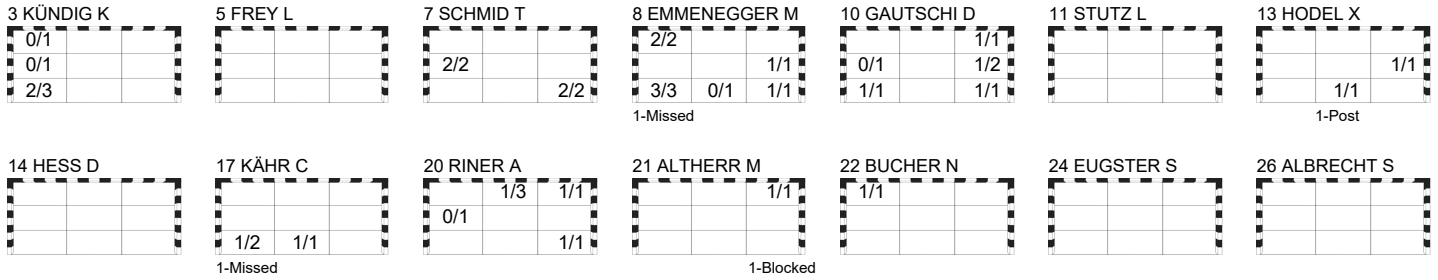 3 KÜNDIG K 5 FREY L 7 SCHMID T 8 EMMENEGGER M 10 GAUTSCHI D 11 STUTZ L 13 HODEL X
0/1 2/2 1/1
0/1 2/2 1/1 0/1 1/2 1/1
2/3 2/2 3/3 0/1 1/1 1/1 1/1 1/1
1-Missed 1-Post
14 HESS D 17 KÄHR C 20 RINER A 21 ALTHERR M 22 BUCHER N 24 EUGSTER S 26 ALBRECHT S
1/3 1/1 1/1 1/1
0/1
1/2 1/1 1/1
1-Missed 1-Blocked